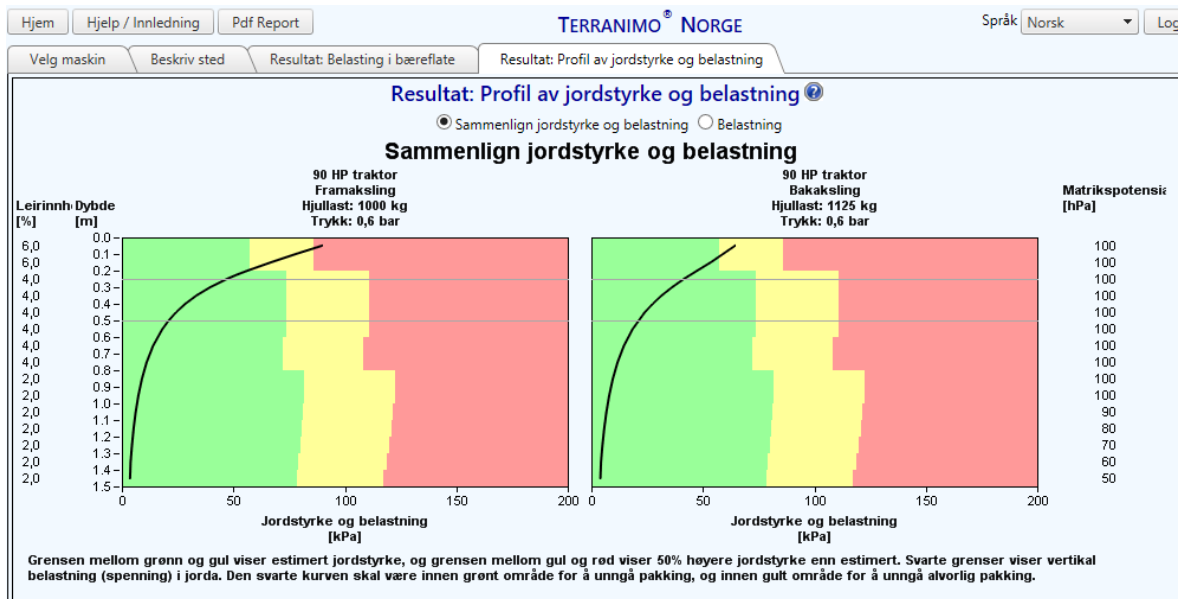 Hjem Hjelp / Innledning Pdf Report TERRANIMO® NORGE Språk Norsk Log
Velg maskin Beskriv sted Resultat: Belasting i bæreflate Resultat: Profil av jordstyrke og belastning
Resultat: Profil av jordstyrke og belastning ?
Sammenlign jordstyrke og belastning Belastning
Sammenlign jordstyrke og belastning
90 HP traktor 90 HP traktor
Framaksling Bakaksling
Leirinnh Dybde Hjullast: 1000 kg Hjullast: 1125 kg Matrikspotensia
[%] [m] Trykk: 0,6 bar Trykk: 0,6 bar [hPa]
0.0
6,0 0.1 100
6,0 0.2 100
4,0 0.3 100
4,0 0.4 100
4,0 0.5 100
4,0 0.6 100
4,0 0.7 100
4,0 0.8 100
2,0 0.9 100
2,0 1.0 100
2,0 1.1 90
2,0 1.2 80
2,0 1.3 70
2,0 1.4 60
2,0 1.5 50
0 50 100 150 200 0 50 100 150 200
Jordstyrke og belastning Jordstyrke og belastning
[kPa] [kPa]
Grensen mellom grønn og gul viser estimert jordstyrke, og grensen mellom gul og rød viser 50% høyere jordstyrke enn estimert. Svarte grenser viser vertikal
belastning (spenning) i jorda. Den svarte kurven skal være innen grønt område for å unngå pakking, og innen gult område for å unngå alvorlig pakking.